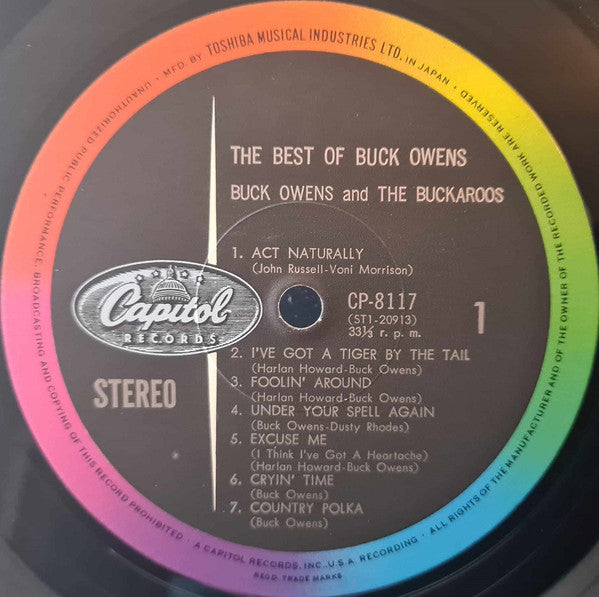 MFD. BY TOSHIBA MUSICAL INDUSTRIES LTD. IN JAPAN • ALL RIGHTS OF THE MANUFACTURER AND OF THE OWNER OF THE RECORDED WORK ARE RESERVED
UNAUTHORIZED PUBLIC PERFORMANCE, BROADCASTING AND COPYING OF THIS RECORD PROHIBITED • A CAPITOL RECORDS, INC., U.S.A. RECORDING.
REGD. TRADE MARKS
THE BEST OF BUCK OWENS
BUCK OWENS and THE BUCKAROOS
1. ACT NATURALLY
(John Russell-Voni Morrison)
Capitol
RECORDS
CP-8117
(ST1-20913)
33⅓ r. p. m.
1
STEREO
2. I'VE GOT A TIGER BY THE TAIL
(Harlan Howard-Buck Owens)
3. FOOLIN' AROUND
(Harlan Howard-Buck Owens)
4. UNDER YOUR SPELL AGAIN
(Buck Owens-Dusty Rhodes)
5. EXCUSE ME
(I Think I've Got A Heartache)
(Harlan Howard-Buck Owens)
6. CRYIN' TIME
(Buck Owens)
7. COUNTRY POLKA
(Buck Owens)